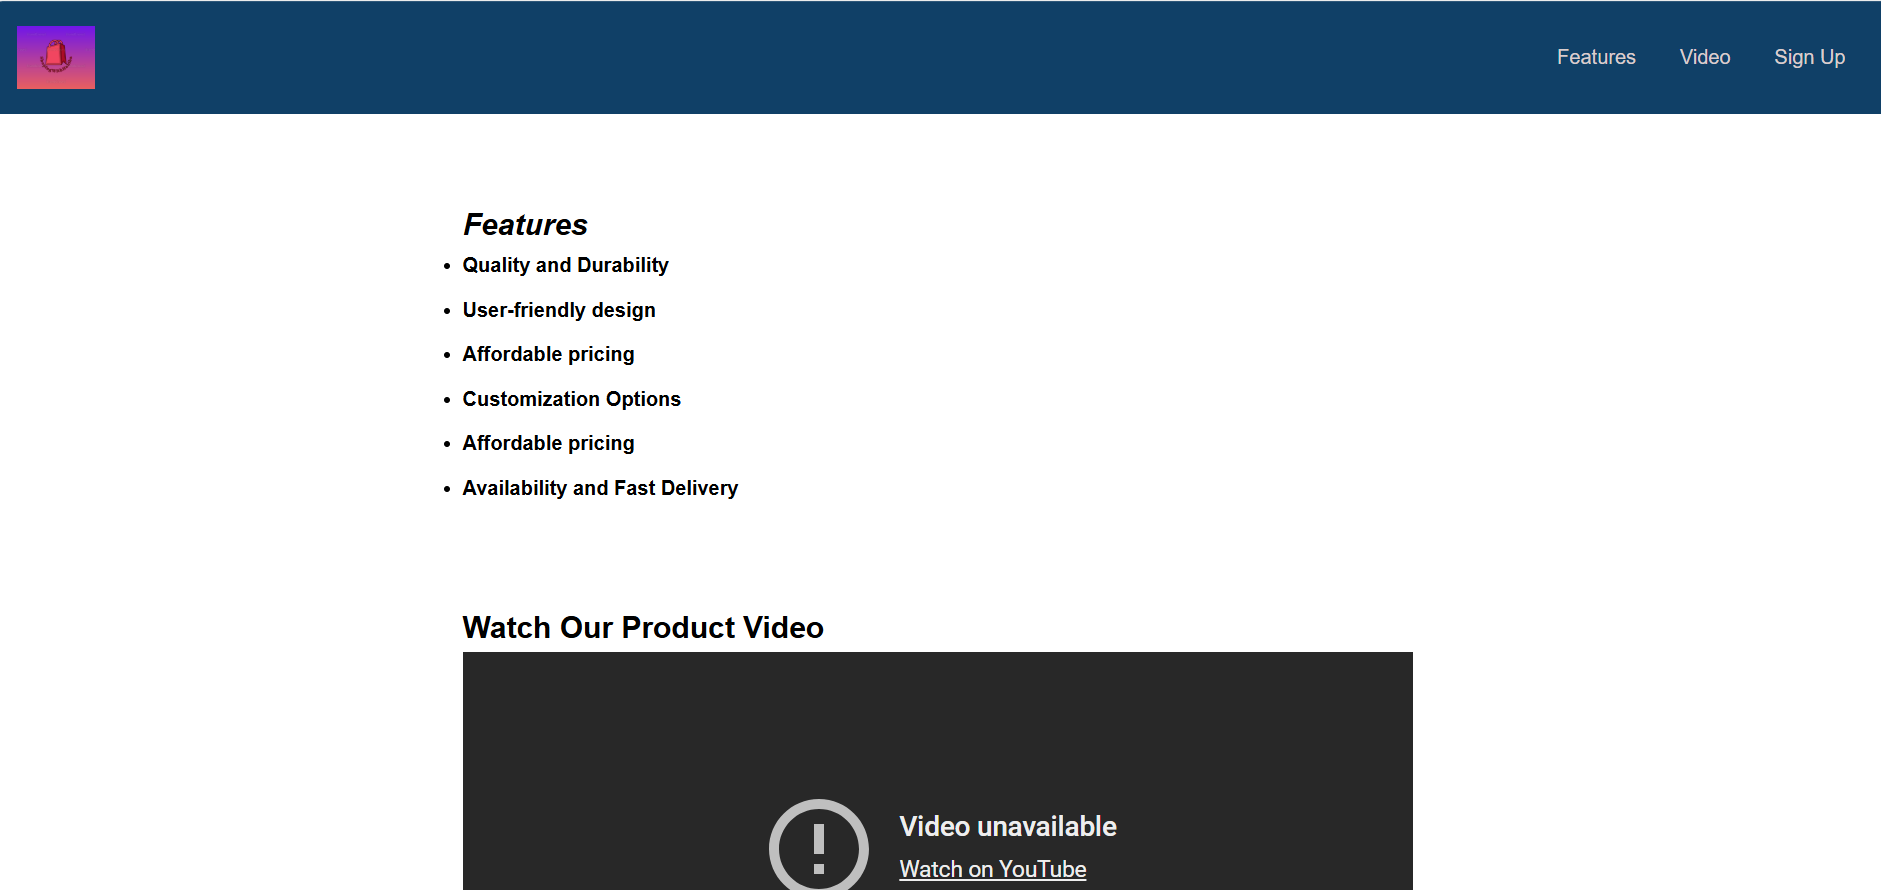 Features
Video
Sign Up
Features
Quality and Durability
User-friendly design
Affordable pricing
Customization Options
Affordable pricing
Availability and Fast Delivery
Watch Our Product Video
Video unavailable
Watch on YouTube